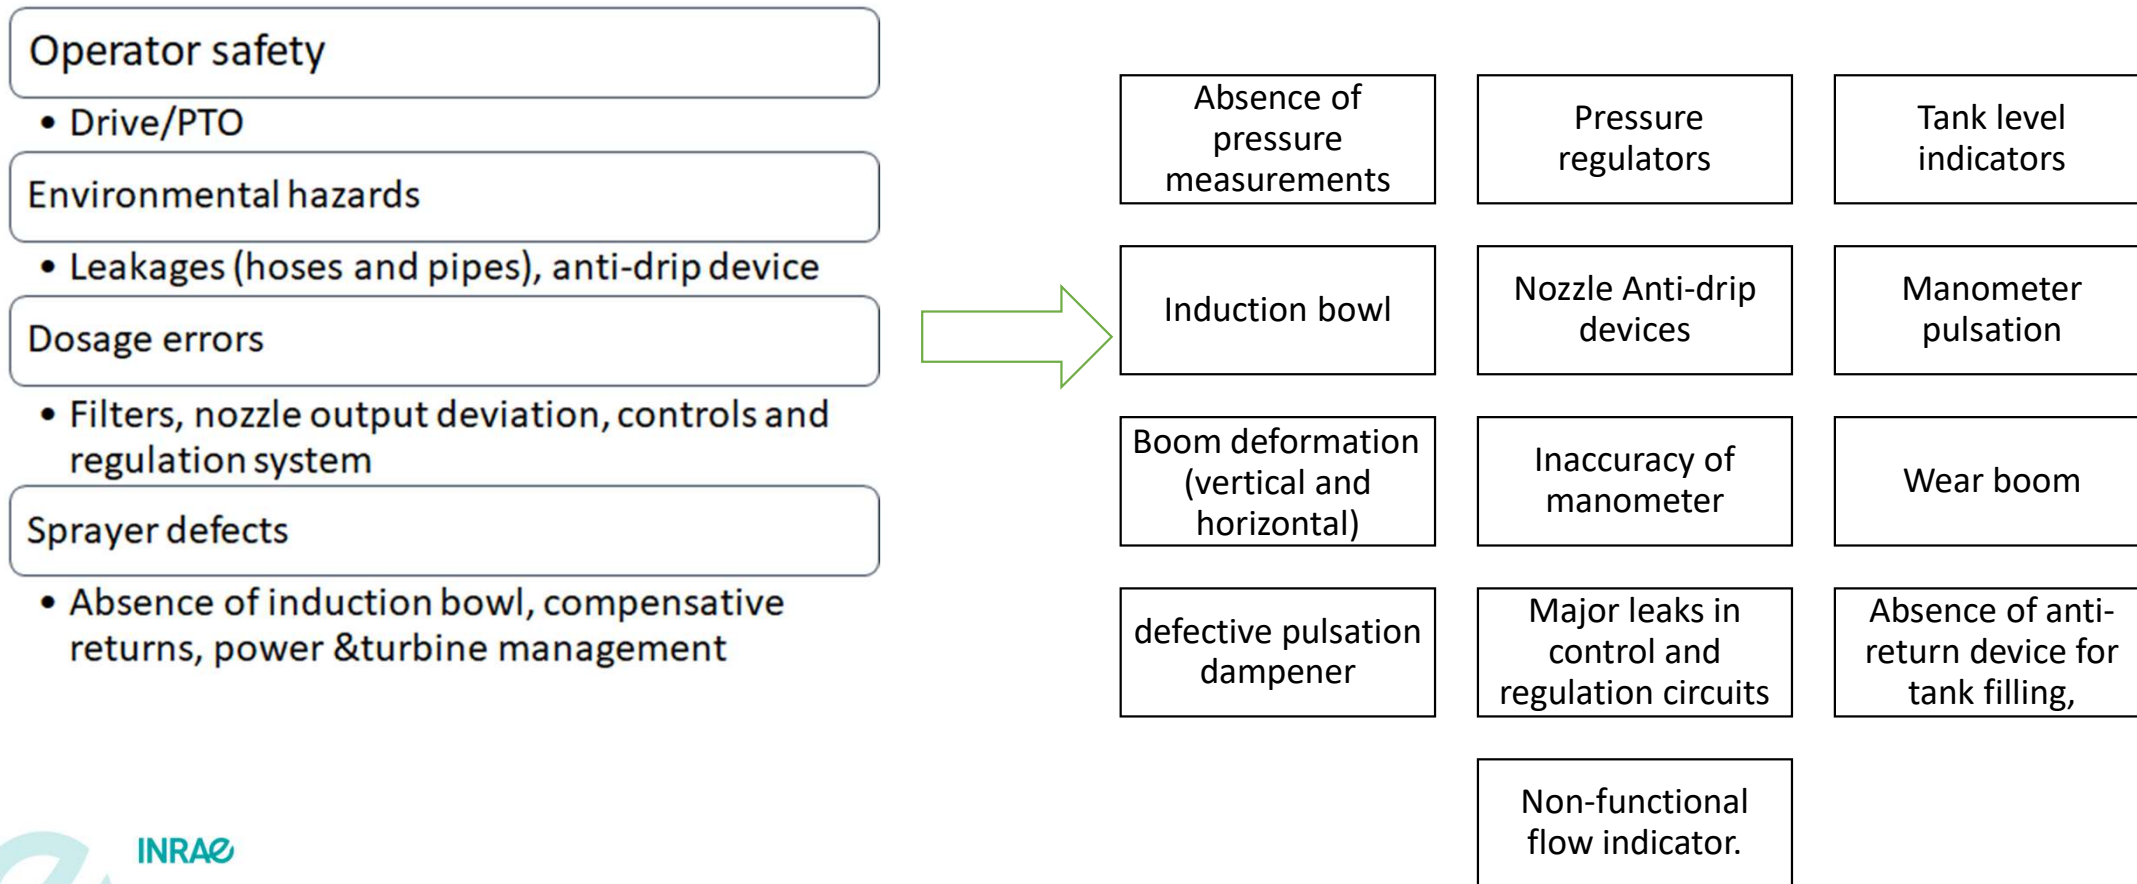 Operator safety
• Drive/PTO
Environmental hazards
• Leakages (hoses and pipes), anti-drip device
Dosage errors
• Filters, nozzle output deviation, controls and
regulation system
Sprayer defects
• Absence of induction bowl, compensative
returns, power &turbine management
Absence of
pressure
measurements
Pressure
regulators
Tank level
indicators
Induction bowl
Nozzle Anti-drip
devices
Manometer
pulsation
Boom deformation
(vertical and
horizontal)
Inaccuracy of
manometer
Wear boom
defective pulsation
dampener
Major leaks in
control and
regulation circuits
Absence of anti-
return device for
tank filling,
Non-functional
flow indicator.
INRAE